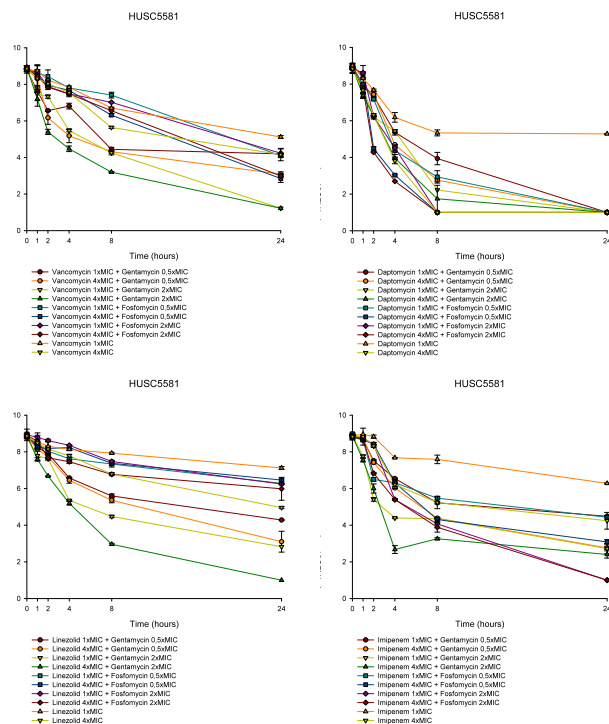 HUSC5581
10
8
6
4
2
0
0 1 2 4 8 24
Time (hours)
Vancomycin 1xMIC + Gentamycin 0,5xMIC
Vancomycin 4xMIC + Gentamycin 0,5xMIC
Vancomycin 1xMIC + Gentamycin 2xMIC
Vancomycin 4xMIC + Gentamycin 2xMIC
Vancomycin 1xMIC + Fosfomycin 0,5xMIC
Vancomycin 4xMIC + Fosfomycin 0,5xMIC
Vancomycin 1xMIC + Fosfomycin 2xMIC
Vancomycin 4xMIC + Fosfomycin 2xMIC
Vancomycin 1xMIC
Vancomycin 4xMIC
HUSC5581
10
8
6
4
2
0
0 1 2 4 8 24
Time (hours)
Daptomycin 1xMIC + Gentamycin 0,5xMIC
Daptomycin 4xMIC + Gentamycin 0,5xMIC
Daptomycin 1xMIC + Gentamycin 2xMIC
Daptomycin 4xMIC + Gentamycin 2xMIC
Daptomycin 1xMIC + Fosfomycin 0,5xMIC
Daptomycin 4xMIC + Fosfomycin 0,5xMIC
Daptomycin 1xMIC + Fosfomycin 2xMIC
Daptomycin 4xMIC + Fosfomycin 2xMIC
Daptomycin 1xMIC
Daptomycin 4xMIC
HUSC5581
10
8
6
4
2
0
0 1 2 4 8 24
Time (hours)
Linezolid 1xMIC + Gentamycin 0,5xMIC
Linezolid 4xMIC + Gentamycin 0,5xMIC
Linezolid 1xMIC + Gentamycin 2xMIC
Linezolid 4xMIC + Gentamycin 2xMIC
Linezolid 1xMIC + Fosfomycin 0,5xMIC
Linezolid 4xMIC + Fosfomycin 0,5xMIC
Linezolid 1xMIC + Fosfomycin 2xMIC
Linezolid 4xMIC + Fosfomycin 2xMIC
Linezolid 1xMIC
Linezolid 4xMIC
HUSC5581
10
8
6
4
2
0
0 1 2 4 8 24
Time (hours)
Imipenem 1xMIC + Gentamycin 0,5xMIC
Imipenem 4xMIC + Gentamycin 0,5xMIC
Imipenem 1xMIC + Gentamycin 2xMIC
Imipenem 4xMIC + Gentamycin 2xMIC
Imipenem 1xMIC + Fosfomycin 0,5xMIC
Imipenem 4xMIC + Fosfomycin 0,5xMIC
Imipenem 1xMIC + Fosfomycin 2xMIC
Imipenem 4xMIC + Fosfomycin 2xMIC
Imipenem 1xMIC
Imipenem 4xMIC